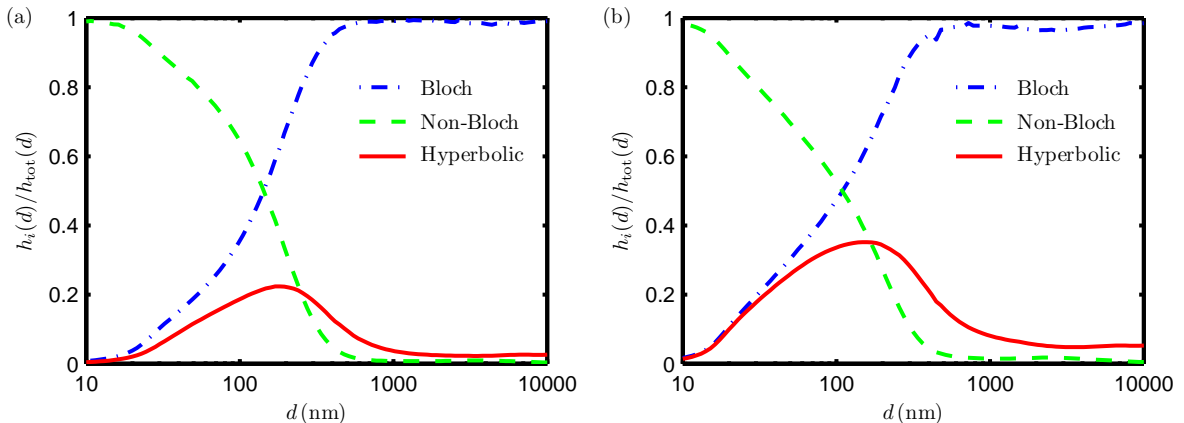 (a)
h_i(d)/h_tot(d)
1
0.8
0.6
0.4
0.2
0
Bloch
Non-Bloch
Hyperbolic
10 100 1000 10000
d (nm)
(b)
h_i(d)/h_tot(d)
1
0.8
0.6
0.4
0.2
0
Bloch
Non-Bloch
Hyperbolic
10 100 1000 10000
d (nm)